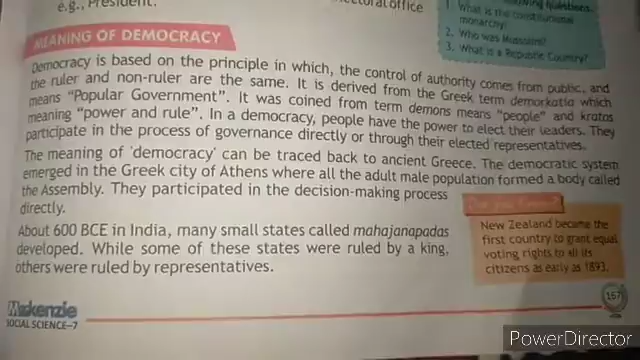 e.g., President.
electoral office
1. What is the constitutional
monarchy?
2. Who was Mussolini?
3. What is a Republic Country?
MEANING OF DEMOCRACY
Democracy is based on the principle in which, the control of authority comes from public, and
the ruler and non-ruler are the same. It is derived from the Greek term demorkatia which
means "Popular Government". It was coined from term demons means "people" and kratos
meaning "power and rule". In a democracy, people have the power to elect their leaders. They
participate in the process of governance directly or through their elected representatives.
The meaning of 'democracy' can be traced back to ancient Greece. The democratic system
emerged in the Greek city of Athens where all the adult male population formed a body called
the Assembly. They participated in the decision-making process
directly.
About 600 BCE in India, many small states called mahajanapadas
developed. While some of these states were ruled by a king,
others were ruled by representatives.
New Zealand became the
first country to grant equal
voting rights to all its
citizens as early as 1893.
167
Mackenzie
SOCIAL SCIENCE–7
PowerDirector